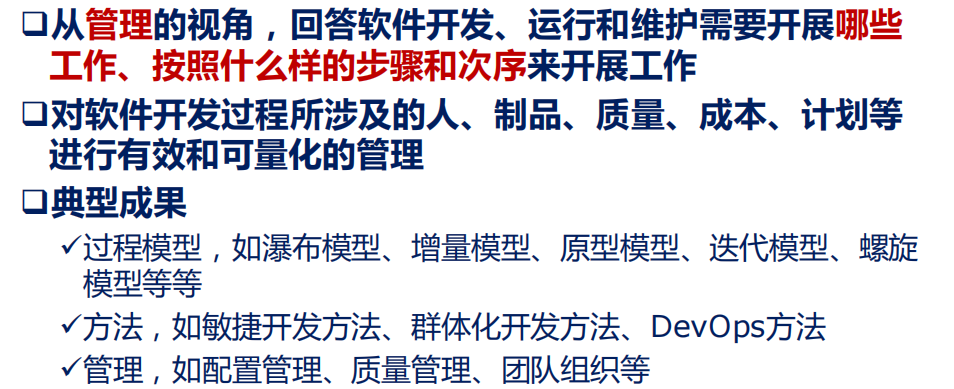 ❑从管理的视角，回答软件开发、运行和维护需要开展哪些
工作、按照什么样的步骤和次序来开展工作
❑对软件开发过程所涉及的人、制品、质量、成本、计划等
进行有效和可量化的管理
❑典型成果
✓过程模型，如瀑布模型、增量模型、原型模型、迭代模型、螺旋
模型等等
✓方法，如敏捷开发方法、群体化开发方法、DevOps方法
✓管理，如配置管理、质量管理、团队组织等